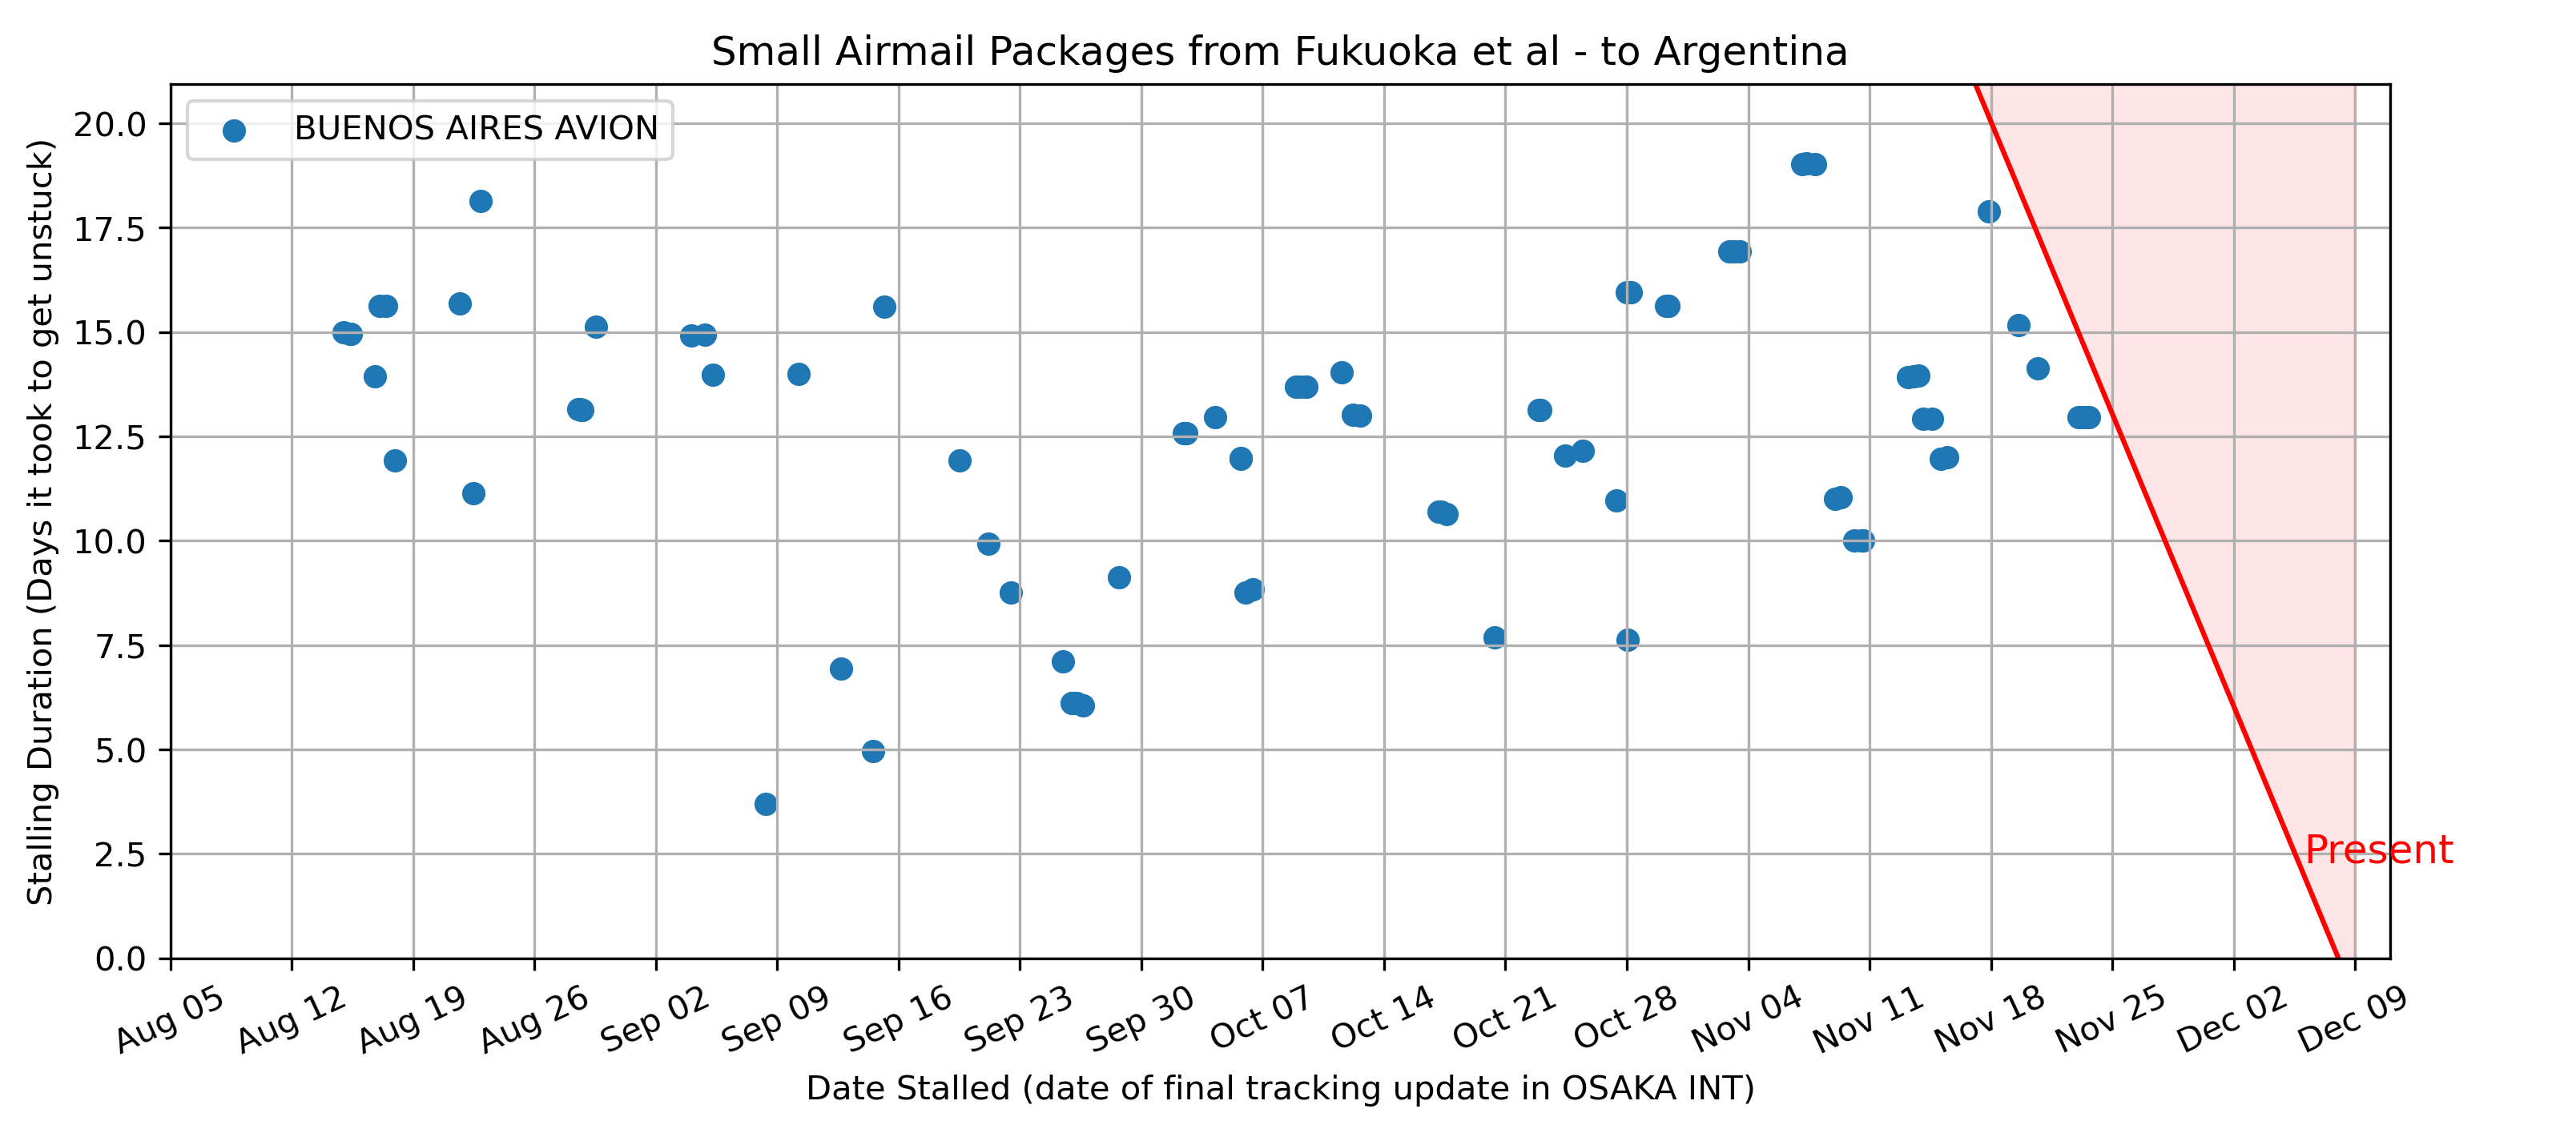 Small Airmail Packages from Fukuoka et al - to Argentina
BUENOS AIRES AVION
Stalling Duration (Days it took to get unstuck)
20.0
17.5
15.0
12.5
10.0
7.5
5.0
2.5
0.0
Present
Aug 05
Aug 12
Aug 19
Aug 26
Sep 02
Sep 09
Sep 16
Sep 23
Sep 30
Oct 07
Oct 14
Oct 21
Oct 28
Nov 04
Nov 11
Nov 18
Nov 25
Dec 02
Dec 09
Date Stalled (date of final tracking update in OSAKA INT)